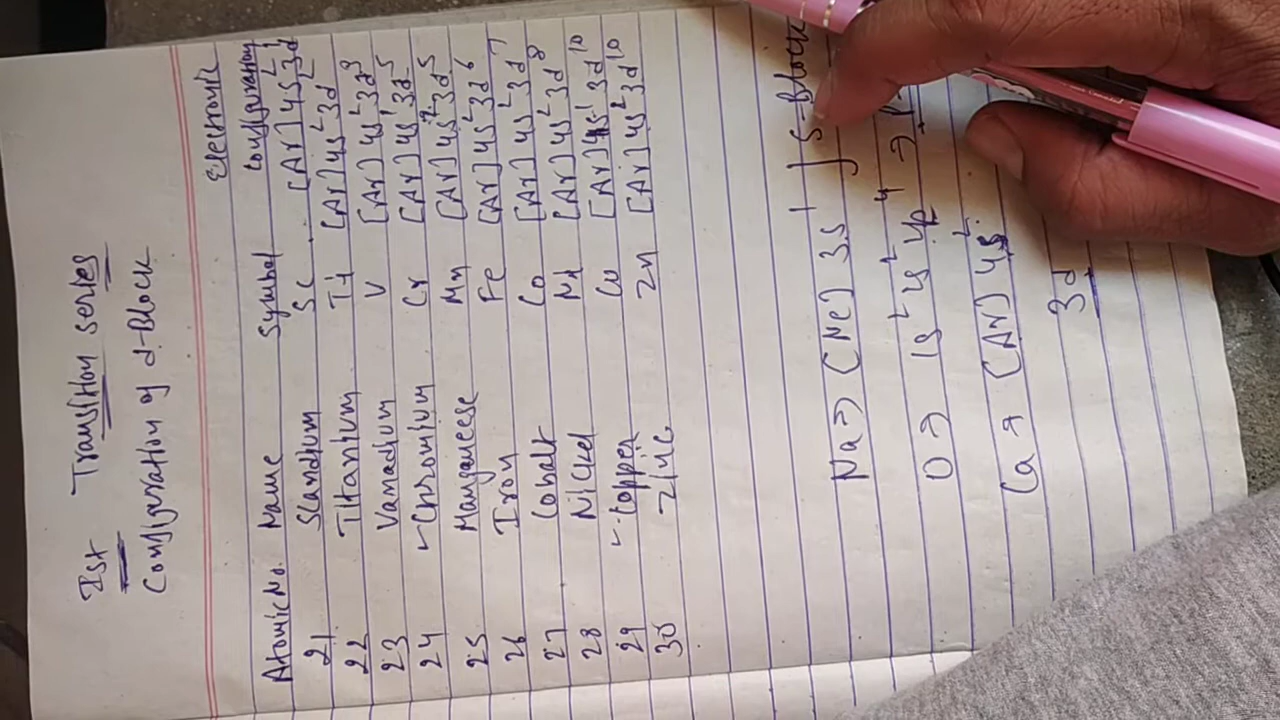 Ist Transition series
Configuration of d-Block
Electronic
Atomic No. Name Symbol Configuration
21 Scandium Sc [Ar] 4s² 3d¹
22 Titanium Ti [Ar] 4s² 3d²
23 Vanadium V [Ar] 4s² 3d³
24 ✓Chromium Cr [Ar] 4s¹ 3d⁵
25 Manganeese Mn [Ar] 4s² 3d⁵
26 Iron Fe [Ar] 4s² 3d⁶
27 Cobalt Co [Ar] 4s² 3d⁷
28 Nickel Ni [Ar] 4s² 3d⁸
29 ✓Copper Cu [Ar] 4s¹ 3d¹⁰
30 Zinc Zn [Ar] 4s² 3d¹⁰
Na → [Ne] 3s¹ ] S-Block
O → 1s² 4s² 4p⁴ →
Ca → [Ar] 4s²
3d